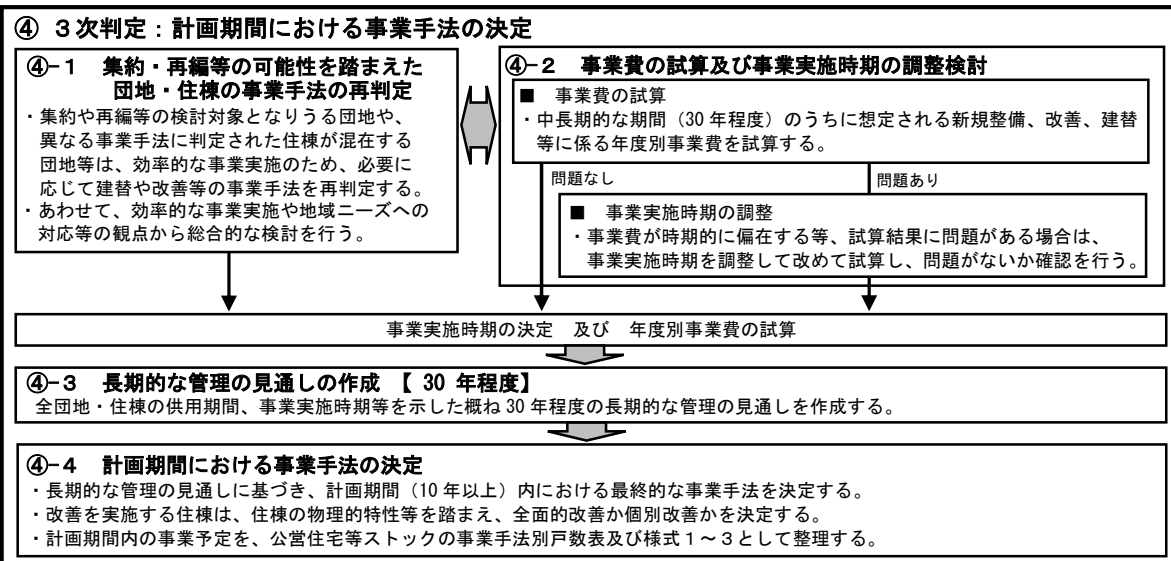 ④ ３次判定：計画期間における事業手法の決定
④-１ 集約・再編等の可能性を踏まえた
団地・住棟の事業手法の再判定
・集約や再編等の検討対象となりうる団地や、
異なる事業手法に判定された住棟が混在する
団地等は、効率的な事業実施のため、必要に
応じて建替や改善等の事業手法を再判定する。
・あわせて、効率的な事業実施や地域ニーズへの
対応等の観点から総合的な検討を行う。
④-２ 事業費の試算及び事業実施時期の調整検討
■ 事業費の試算
・中長期的な期間（30 年程度）のうちに想定される新規整備、改善、建替
等に係る年度別事業費を試算する。
問題なし
問題あり
■ 事業実施時期の調整
・事業費が時期的に偏在する等、試算結果に問題がある場合は、
事業実施時期を調整して改めて試算し、問題がないか確認を行う。
事業実施時期の決定 及び 年度別事業費の試算
④-３ 長期的な管理の見通しの作成 【 30 年程度】
全団地・住棟の供用期間、事業実施時期等を示した概ね 30 年程度の長期的な管理の見通しを作成する。
④-４ 計画期間における事業手法の決定
・長期的な管理の見通しに基づき、計画期間（10 年以上）内における最終的な事業手法を決定する。
・改善を実施する住棟は、住棟の物理的特性等を踏まえ、全面的改善か個別改善かを決定する。
・計画期間内の事業予定を、公営住宅等ストックの事業手法別戸数表及び様式１～３として整理する。